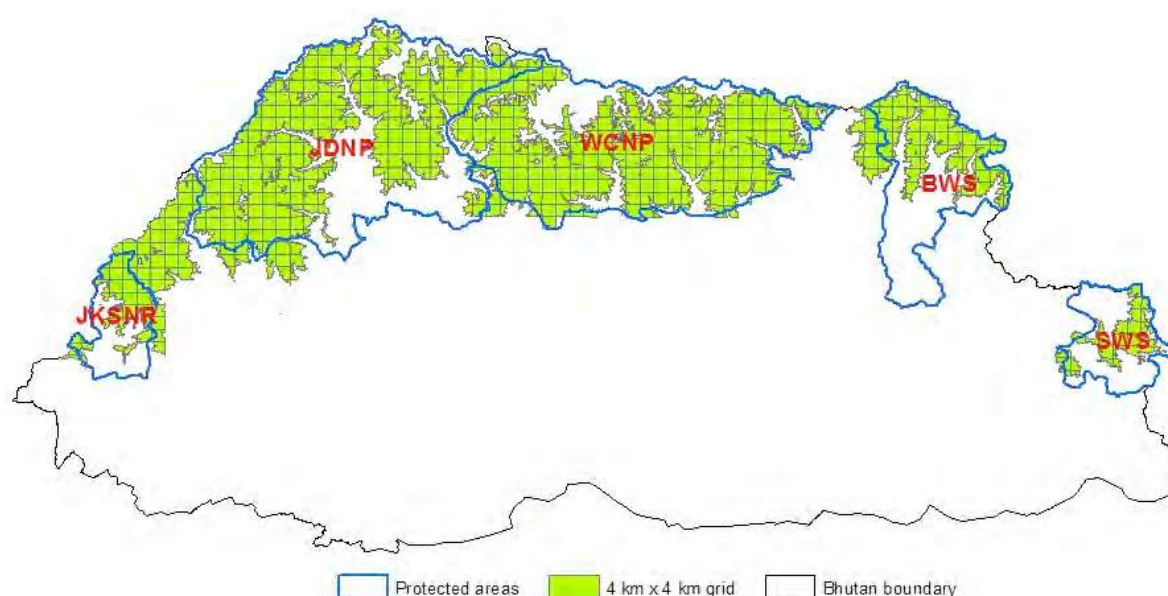 JDNP
WCNP
BWS
JKSNR
SWS
Protected areas
4 km x 4 km grid
Bhutan boundary